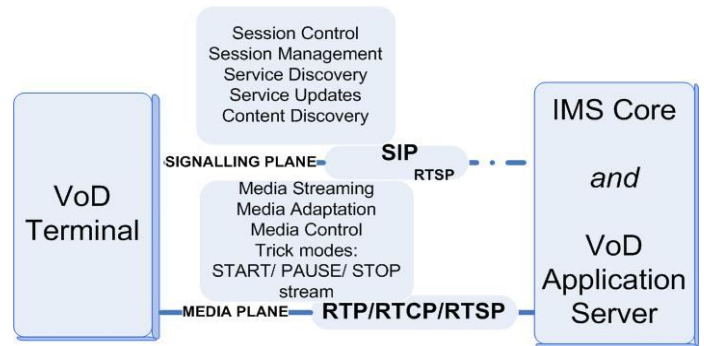 Session Control
Session Management
Service Discovery
Service Updates
Content Discovery
VoD
Terminal
SIGNALLING PLANE
SIP
RTSP
Media Streaming
Media Adaptation
Media Control
Trick modes:
START/ PAUSE/ STOP
stream
MEDIA PLANE
RTP/RTCP/RTSP
IMS Core
and
VoD
Application
Server